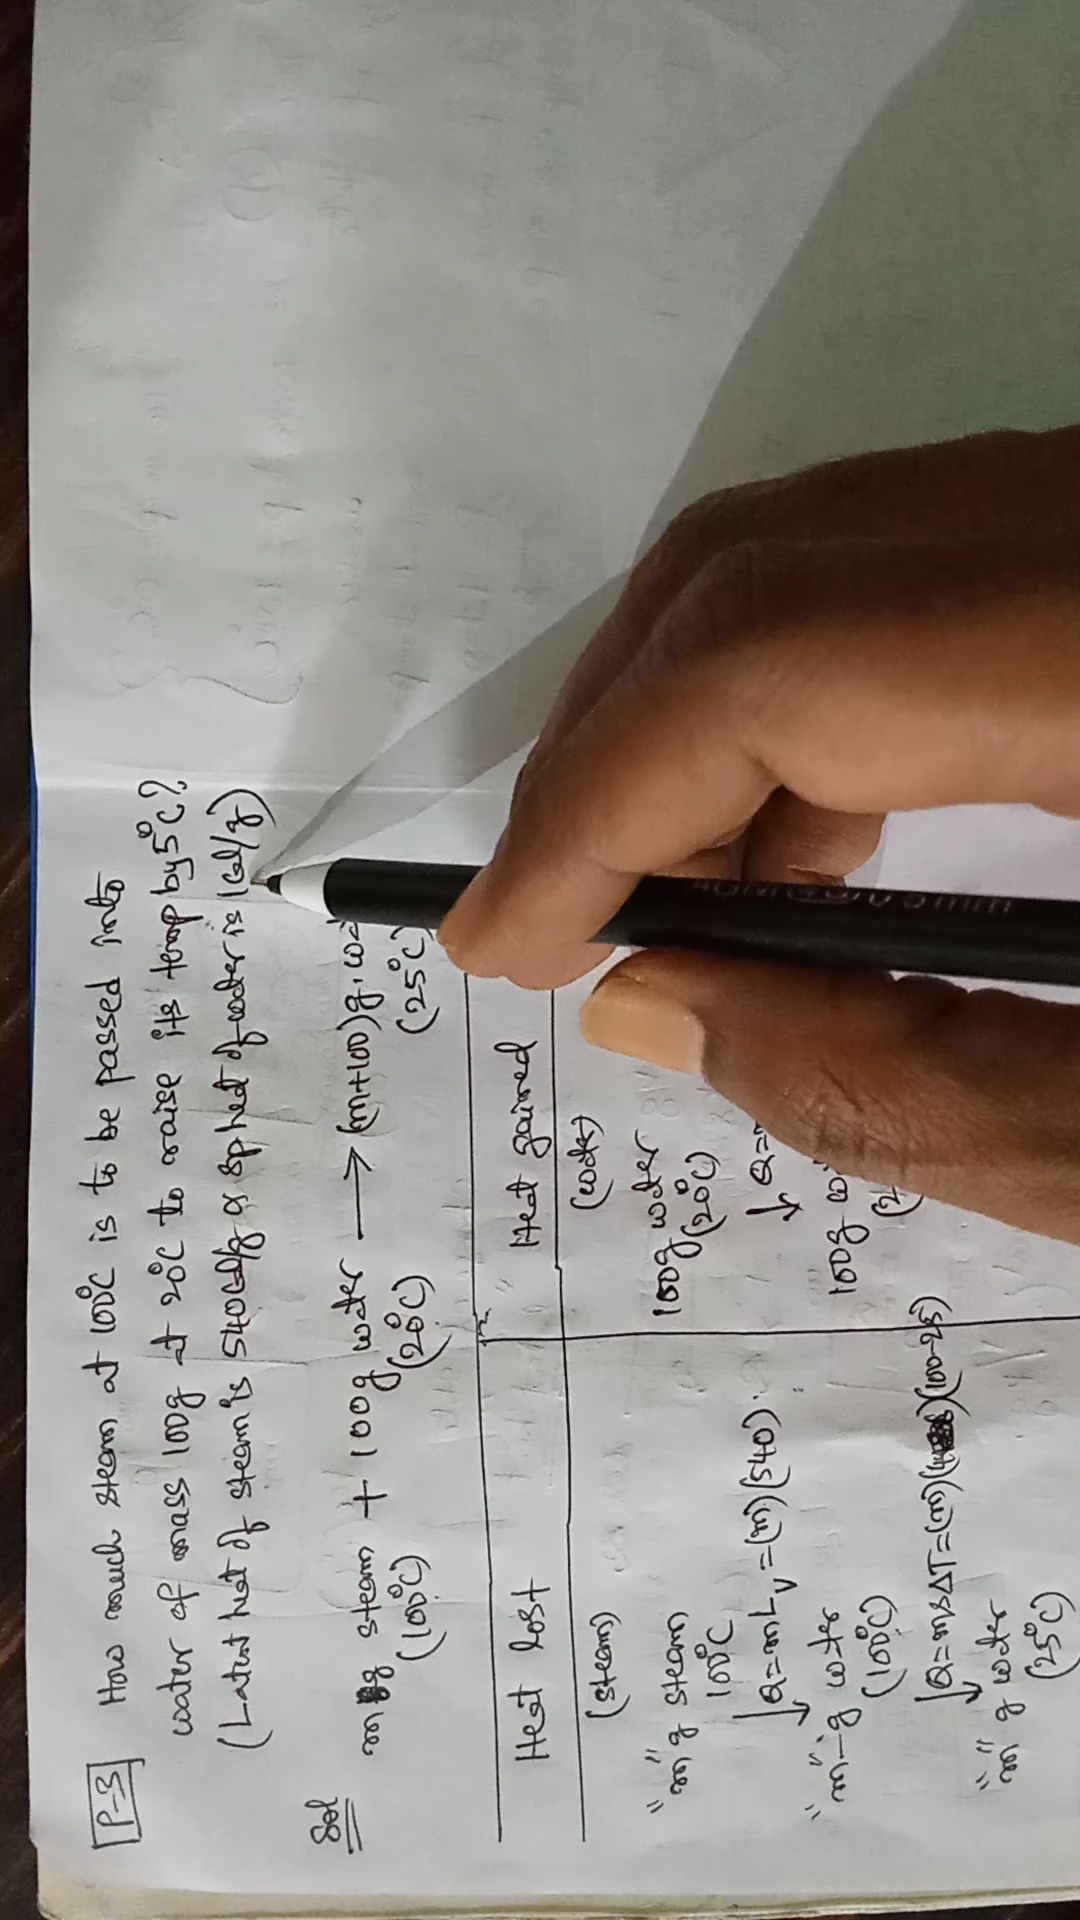 P-3 How much steam at 100°C is to be passed into
water of mass 100g at 20°C to raise its temp by 5°C?
(Latent heat of steam is 540cal/g & sp heat of water is 1cal/g)
Sol
m g steam + 100g water → (m+100)g.
(100°C) (20°C) (25°C)
Heat lost Heat gained
(steam) (water)
"m" g steam 100g water
100°C (20°C)
↓ Q=mLv=(m)(540) ↓ Q=
"m" g water 100g
(100°C)
↓ Q=msΔT=(m)(1)(100-25)
"m" g water
(25°C)